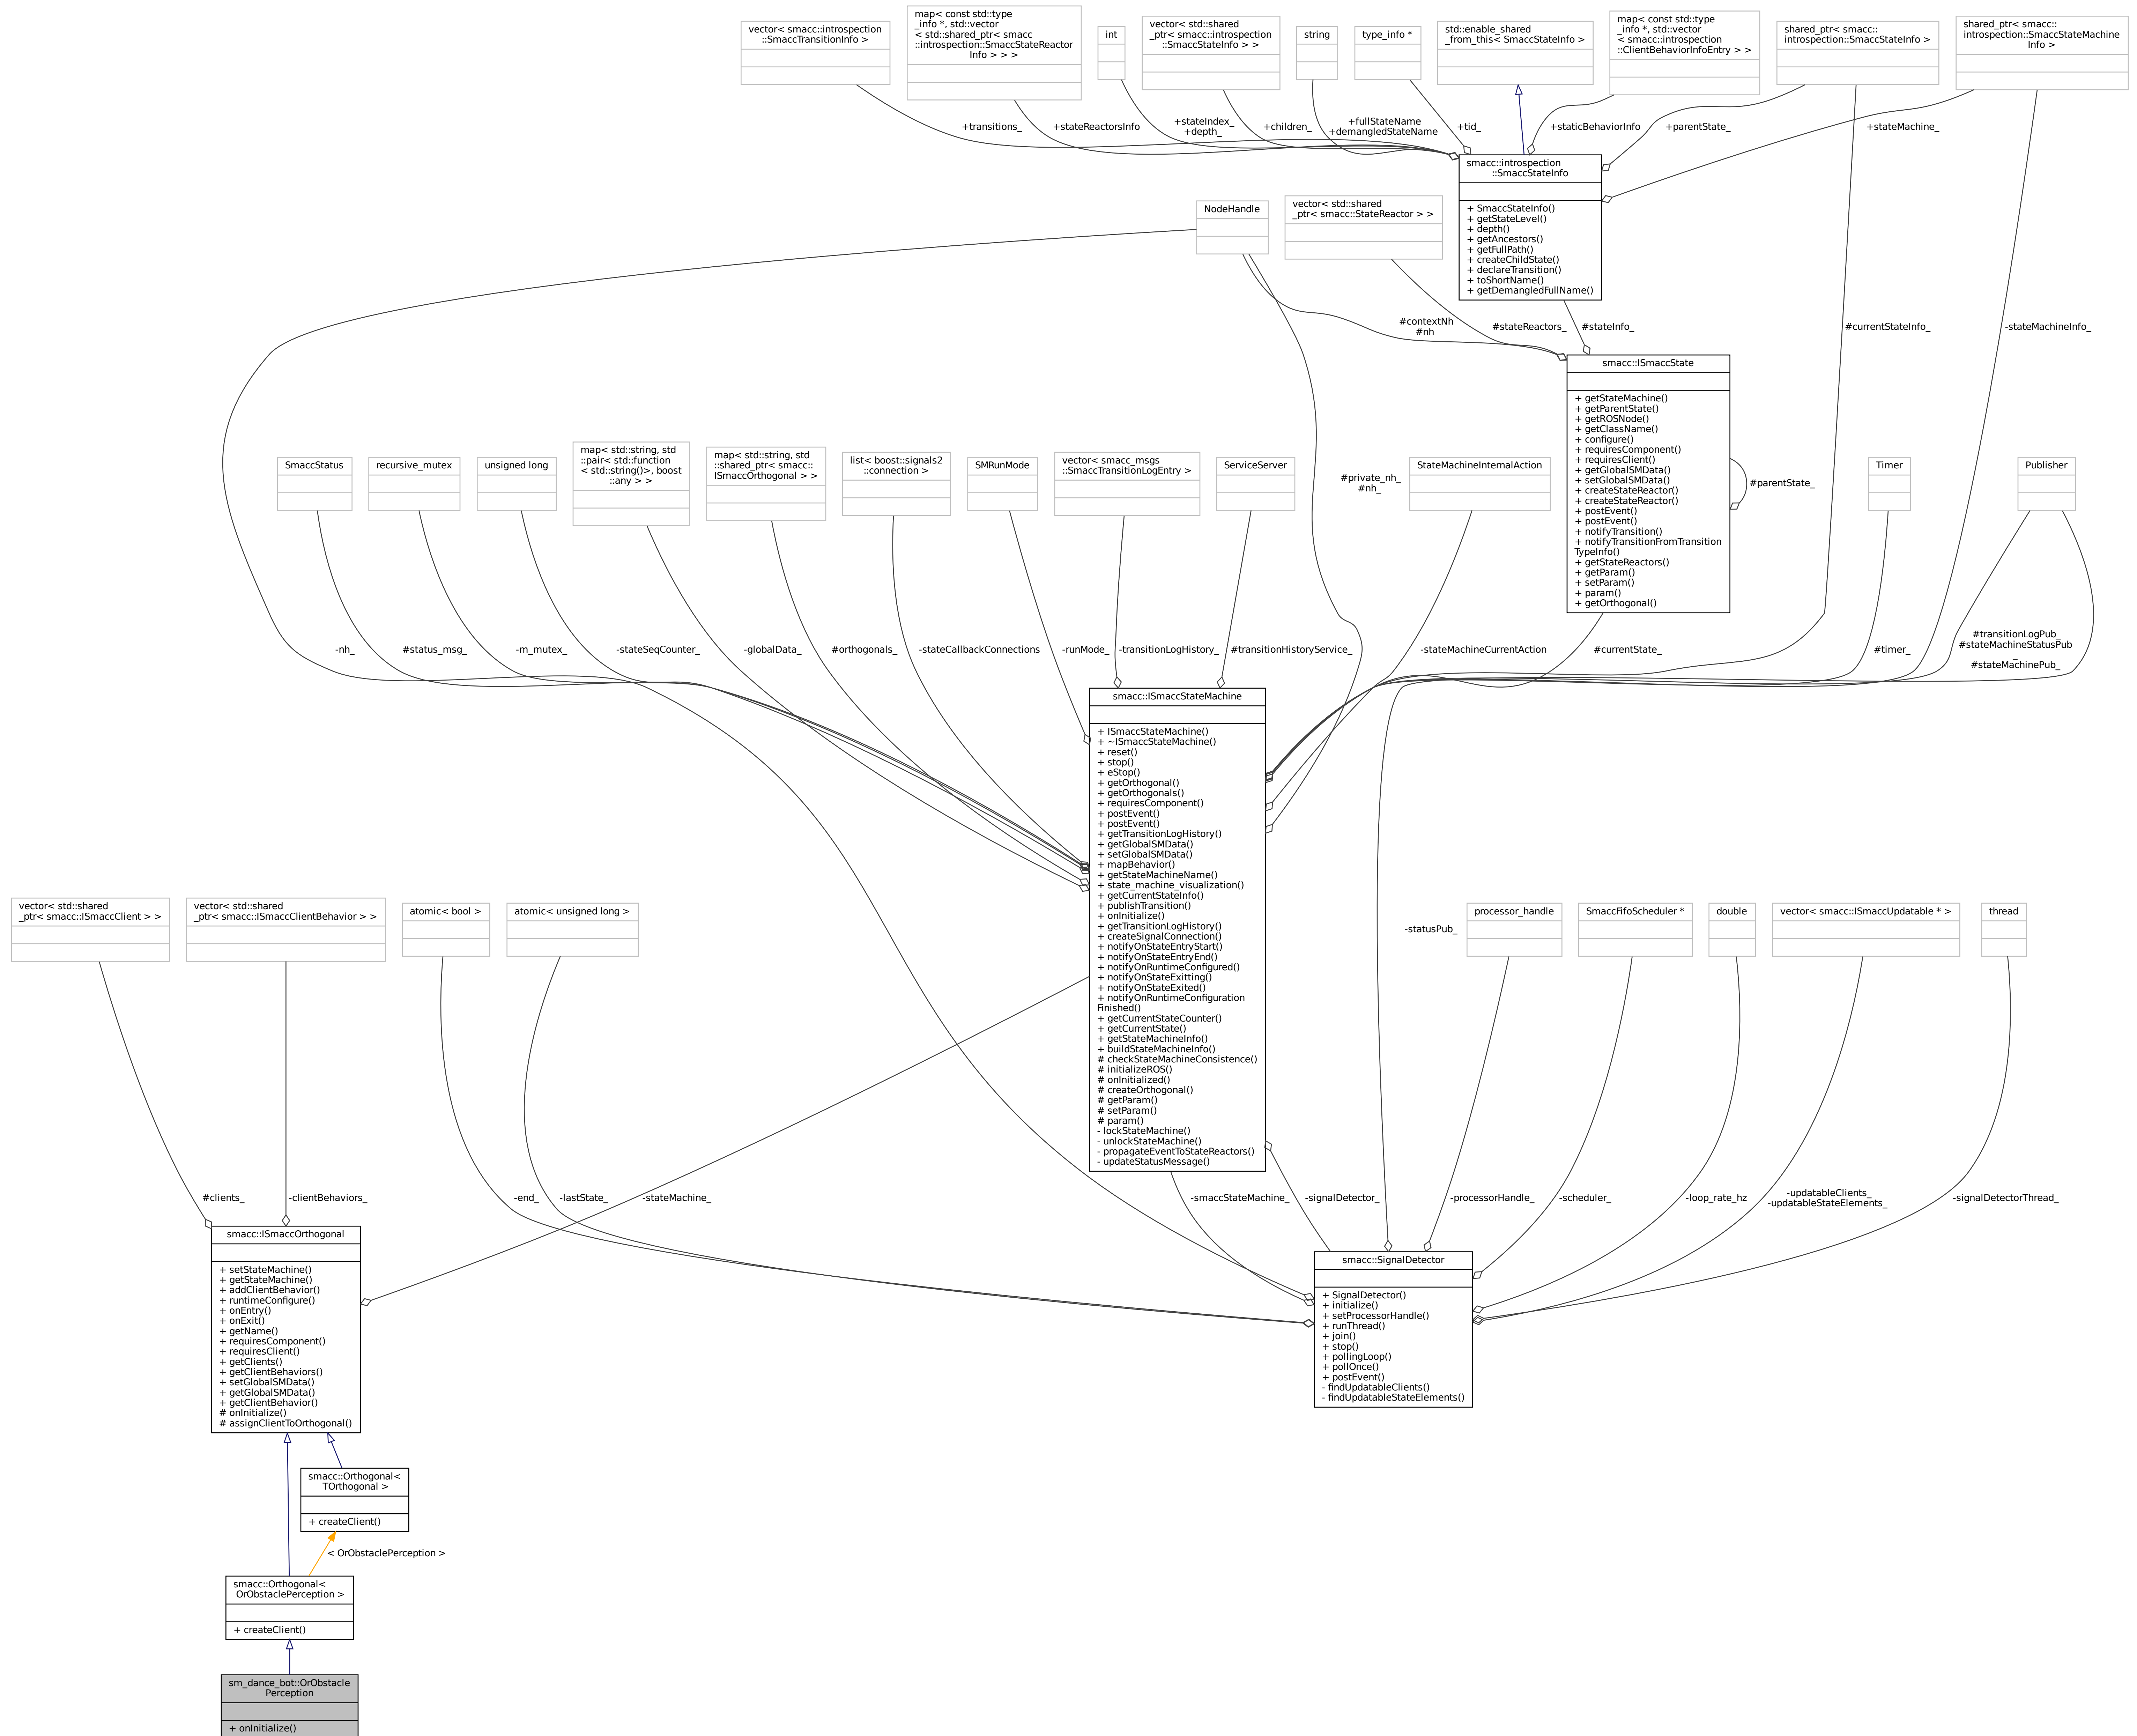 vector< smacc::introspection
::SmaccTransitionInfo >
map< const std::type
_info *, std::vector
< std::shared_ptr< smacc
::introspection::SmaccStateReactor
Info > > >
int
vector< std::shared
_ptr< smacc::introspection
::SmaccStateInfo > >
string
type_info *
std::enable_shared
_from_this< SmaccStateInfo >
map< const std::type
_info *, std::vector
< smacc::introspection
::ClientBehaviorInfoEntry > >
shared_ptr< smacc::
introspection::SmaccStateInfo >
shared_ptr< smacc::
introspection::SmaccStateMachine
Info >
+transitions_
+stateReactorsInfo
+stateIndex_
+depth_
+children_
+fullStateName
+demangledStateName
+tid_
+staticBehaviorInfo
+parentState_
+stateMachine_
smacc::introspection
::SmaccStateInfo
+ SmaccStateInfo()
+ getStateLevel()
+ depth()
+ getAncestors()
+ getFullPath()
+ createChildState()
+ declareTransition()
+ toShortName()
+ getDemangledFullName()
NodeHandle
vector< std::shared
_ptr< smacc::StateReactor > >
#contextNh
#nh
#stateReactors_
#stateInfo_
#currentStateInfo_
-stateMachineInfo_
smacc::ISmaccState
+ getStateMachine()
+ getParentState()
+ getROSNode()
+ getClassName()
+ configure()
+ requiresComponent()
+ requiresClient()
+ getGlobalSMData()
+ setGlobalSMData()
+ createStateReactor()
+ createStateReactor()
+ postEvent()
+ postEvent()
+ notifyTransition()
+ notifyTransitionFromTransition
TypeInfo()
+ getStateReactors()
+ getParam()
+ setParam()
+ param()
+ getOrthogonal()
#parentState_
SmaccStatus
recursive_mutex
unsigned long
map< std::string, std
::pair< std::function
< std::string()>, boost
::any > >
map< std::string, std
::shared_ptr< smacc::
ISmaccOrthogonal > >
list< boost::signals2
::connection >
SMRunMode
vector< smacc_msgs
::SmaccTransitionLogEntry >
ServiceServer
#private_nh_
#nh_
StateMachineInternalAction
Timer
Publisher
-nh_
#status_msg_
-m_mutex_
-stateSeqCounter_
-globalData_
#orthogonals_
-stateCallbackConnections
-runMode_
-transitionLogHistory_
#transitionHistoryService_
-stateMachineCurrentAction
#currentState_
#timer_
#transitionLogPub_
#stateMachineStatusPub
_
#stateMachinePub_
smacc::ISmaccStateMachine
+ ISmaccStateMachine()
+ ~ISmaccStateMachine()
+ reset()
+ stop()
+ eStop()
+ getOrthogonal()
+ getOrthogonals()
+ requiresComponent()
+ postEvent()
+ postEvent()
+ getTransitionLogHistory()
+ getGlobalSMData()
+ setGlobalSMData()
+ mapBehavior()
+ getStateMachineName()
+ state_machine_visualization()
+ getCurrentStateInfo()
+ publishTransition()
+ onInitialize()
+ getTransitionLogHistory()
+ createSignalConnection()
+ notifyOnStateEntryStart()
+ notifyOnStateEntryEnd()
+ notifyOnRuntimeConfigured()
+ notifyOnStateExitting()
+ notifyOnStateExited()
+ notifyOnRuntimeConfiguration
Finished()
+ getCurrentStateCounter()
+ getCurrentState()
+ getStateMachineInfo()
+ buildStateMachineInfo()
# checkStateMachineConsistence()
# initializeROS()
# onInitialized()
# createOrthogonal()
# getParam()
# setParam()
# param()
- lockStateMachine()
- unlockStateMachine()
- propagateEventToStateReactors()
- updateStatusMessage()
vector< std::shared
_ptr< smacc::ISmaccClient > >
vector< std::shared
_ptr< smacc::ISmaccClientBehavior > >
atomic< bool >
atomic< unsigned long >
-statusPub_
processor_handle
SmaccFifoScheduler *
double
vector< smacc::ISmaccUpdatable * >
thread
#clients_
-clientBehaviors_
-end_
-lastState_
-stateMachine_
-smaccStateMachine_
-signalDetector_
-processorHandle_
-scheduler_
-loop_rate_hz
-updatableClients_
-updatableStateElements_
-signalDetectorThread_
smacc::ISmaccOrthogonal
+ setStateMachine()
+ getStateMachine()
+ addClientBehavior()
+ runtimeConfigure()
+ onEntry()
+ onExit()
+ getName()
+ requiresComponent()
+ requiresClient()
+ getClients()
+ getClientBehaviors()
+ setGlobalSMData()
+ getGlobalSMData()
+ getClientBehavior()
# onInitialize()
# assignClientToOrthogonal()
smacc::SignalDetector
+ SignalDetector()
+ initialize()
+ setProcessorHandle()
+ runThread()
+ join()
+ stop()
+ pollingLoop()
+ pollOnce()
+ postEvent()
- findUpdatableClients()
- findUpdatableStateElements()
smacc::Orthogonal<
TOrthogonal >
+ createClient()
< OrObstaclePerception >
smacc::Orthogonal<
OrObstaclePerception >
+ createClient()
sm_dance_bot::OrObstacle
Perception
+ onInitialize()